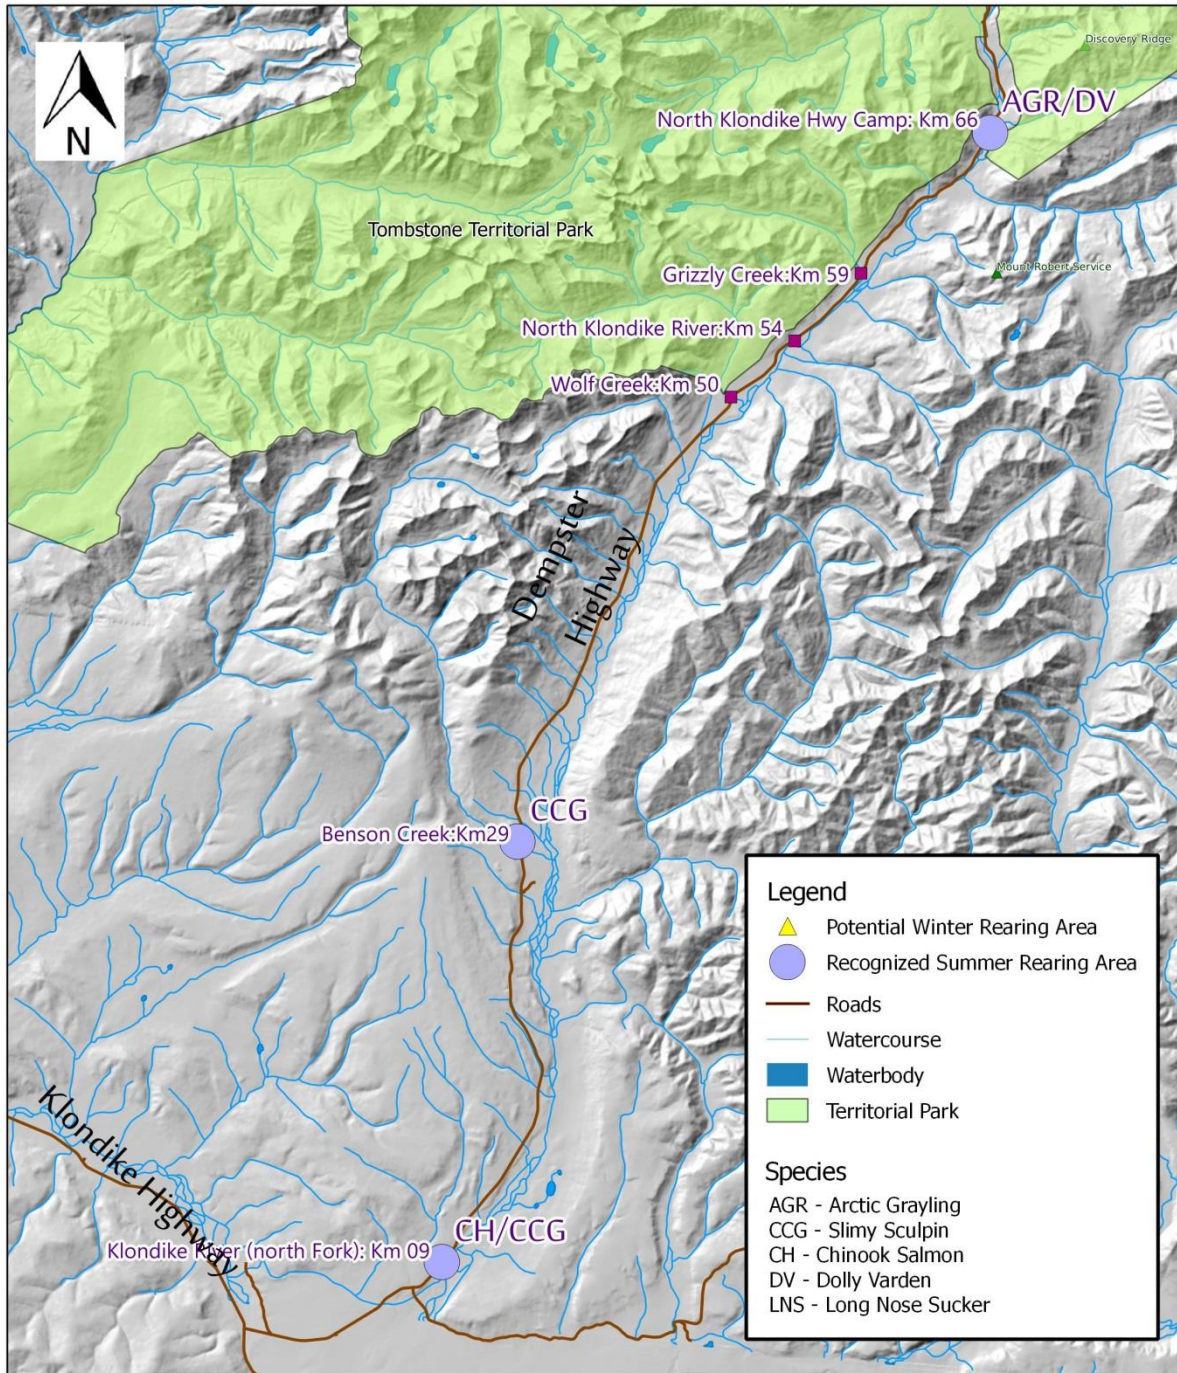 N
Discovery Ridge
AGR/DV
North Klondike Hwy Camp: Km 66
Tombstone Territorial Park
Grizzly Creek:Km 59
Mount Robert Service
North Klondike River:Km 54
Wolf Creek:Km 50
Dempster
Highway
CCG
Benson Creek:Km29
Klondike Highway
CH/CCG
Klondike River (north Fork): Km 09
Legend
Potential Winter Rearing Area
Recognized Summer Rearing Area
Roads
Watercourse
Waterbody
Territorial Park
Species
AGR - Arctic Grayling
CCG - Slimy Sculpin
CH - Chinook Salmon
DV - Dolly Varden
LNS - Long Nose Sucker